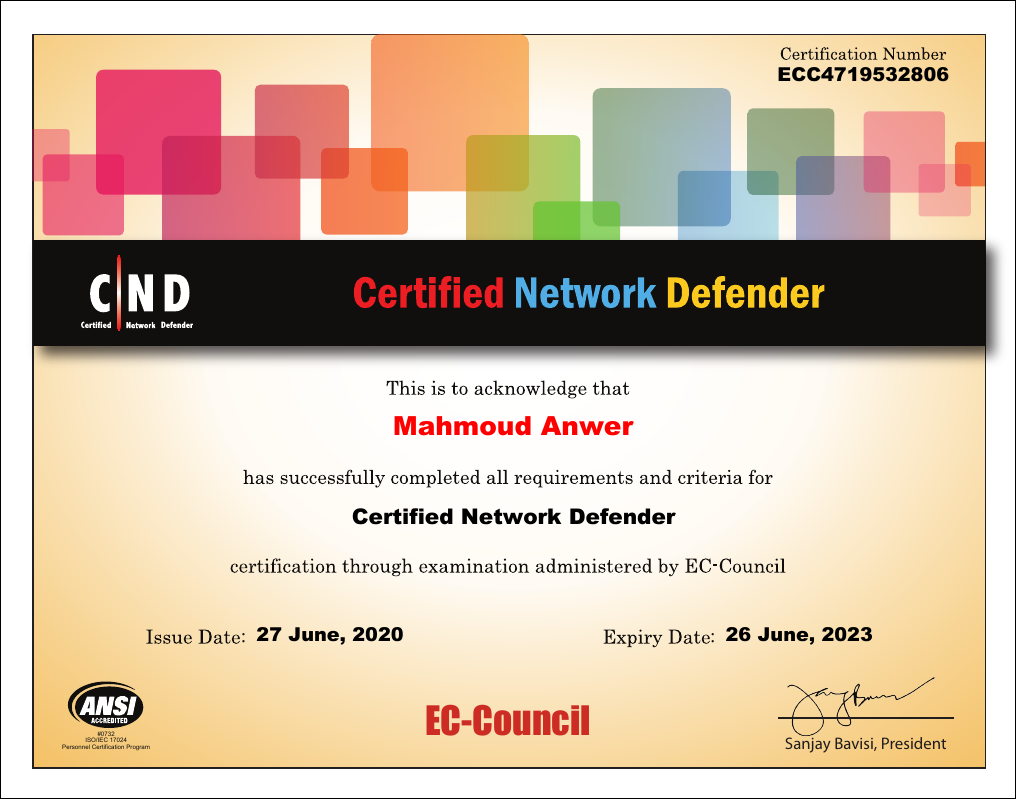 Certification Number
ECC4719532806
C|ND
Certified Network Defender
Certified Network Defender
This is to acknowledge that
Mahmoud Anwer
has successfully completed all requirements and criteria for
Certified Network Defender
certification through examination administered by EC-Council
Issue Date: 27 June, 2020
Expiry Date: 26 June, 2023
ANSI
ACCREDITED
#0732
ISO/IEC 17024
Personnel Certification Program
EC-Council
Sanjay Bavisi, President